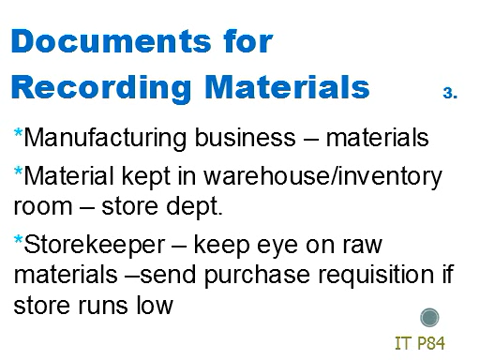 Documents for
Recording Materials 3.
*Manufacturing business – materials
*Material kept in warehouse/inventory
room – store dept.
*Storekeeper – keep eye on raw
materials –send purchase requisition if
store runs low
IT P84